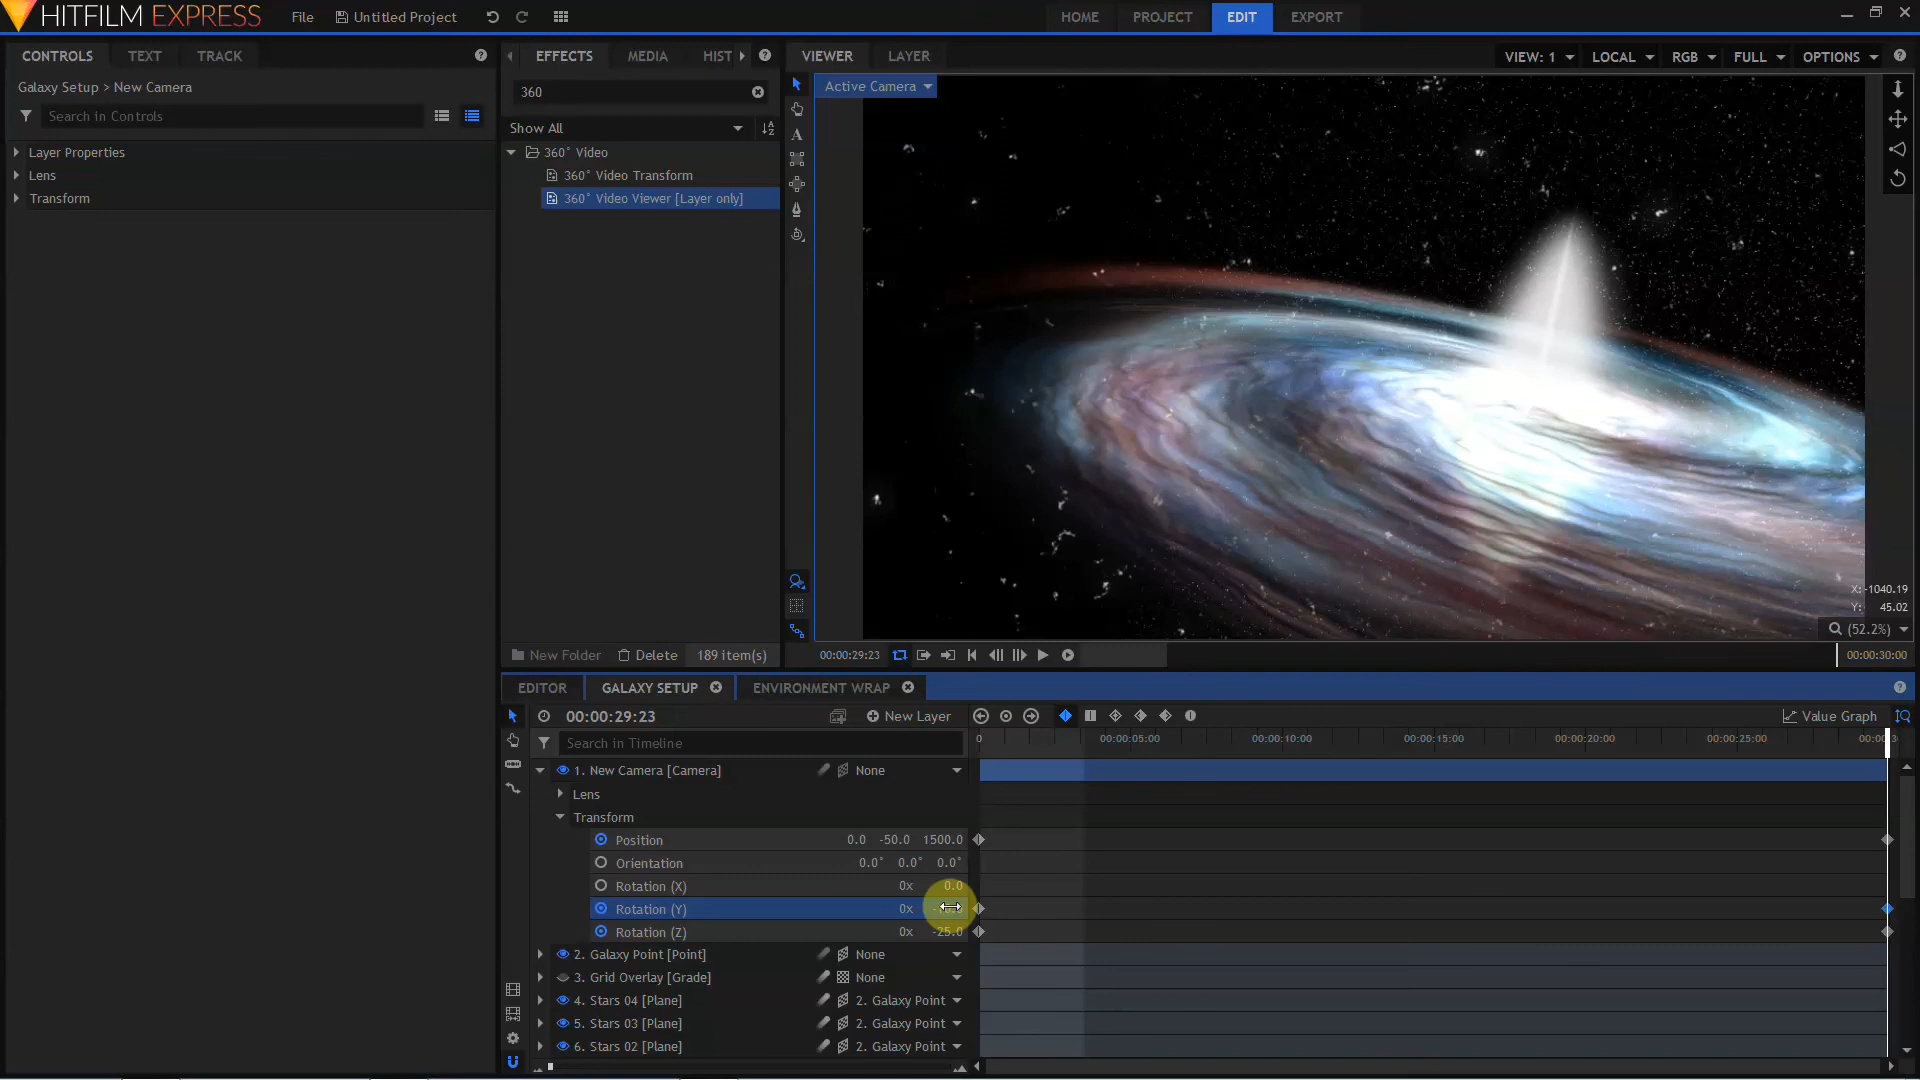 HITFILM EXPRESS File Untitled Project HOME PROJECT EDIT EXPORT
CONTROLS TEXT TRACK
Galaxy Setup > New Camera
Search in Controls
Layer Properties
Lens
Transform
EFFECTS MEDIA HIST
360
Show All
360° Video
360° Video Transform
360° Video Viewer [Layer only]
New Folder Delete 189 item(s)
VIEWER LAYER VIEW: 1 LOCAL RGB FULL OPTIONS
Active Camera
X: -1040.19
Y: 45.02
(52.2%)
00:00:29:23 00:00:30:00
EDITOR GALAXY SETUP ENVIRONMENT WRAP
00:00:29:23 New Layer Value Graph
Search in Timeline
0 00:00:05:00 00:00:10:00 00:00:15:00 00:00:20:00 00:00:25:00
1. New Camera [Camera] None
Lens
Transform
Position 0.0 -50.0 1500.0
Orientation 0.0° 0.0° 0.0°
Rotation (X) 0x 0.0
Rotation (Y) 0x
Rotation (Z) 0x -25.0
2. Galaxy Point [Point] None
3. Grid Overlay [Grade] None
4. Stars 04 [Plane] 2. Galaxy Point
5. Stars 03 [Plane] 2. Galaxy Point
6. Stars 02 [Plane] 2. Galaxy Point